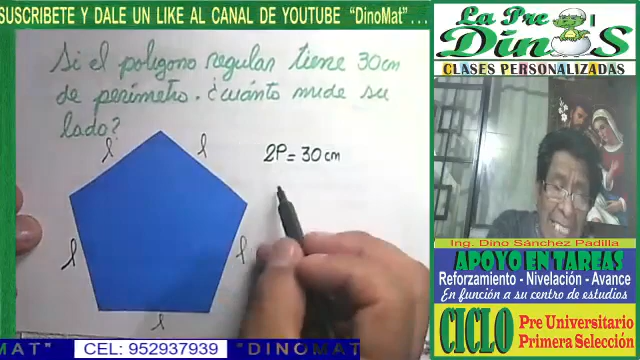 SUSCRIBETE Y DALE UN LIKE AL CANAL DE YOUTUBE "DinoMat"...
La Pre
DinoS
CLASES PERSONALIZADAS
Si el polígono regular tiene 30cm
de perímetro. ¿cuánto mide su
lado?
l
l
2P = 30 cm
l
l
l
Ing. Dino Sánchez Padilla
APOYO EN TAREAS
Reforzamiento - Nivelación - Avance
En función a su centro de estudios
CICLO Pre Universitario
Primera Selección
MAT"
CEL: 952937939
"DINOMAT